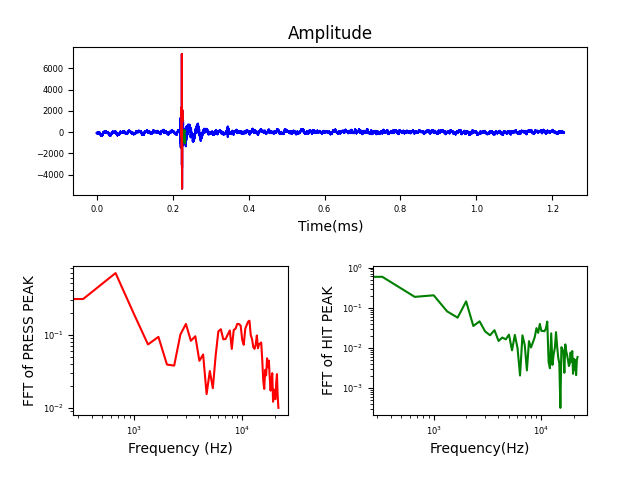 Amplitude
6000
4000
2000
0
−2000
−4000
0.0 0.2 0.4 0.6 0.8 1.0 1.2
Time(ms)
FFT of PRESS PEAK
10⁻¹
10⁻²
10³ 10⁴
Frequency (Hz)
FFT of HIT PEAK
10⁰
10⁻¹
10⁻²
10⁻³
10³ 10⁴
Frequency(Hz)